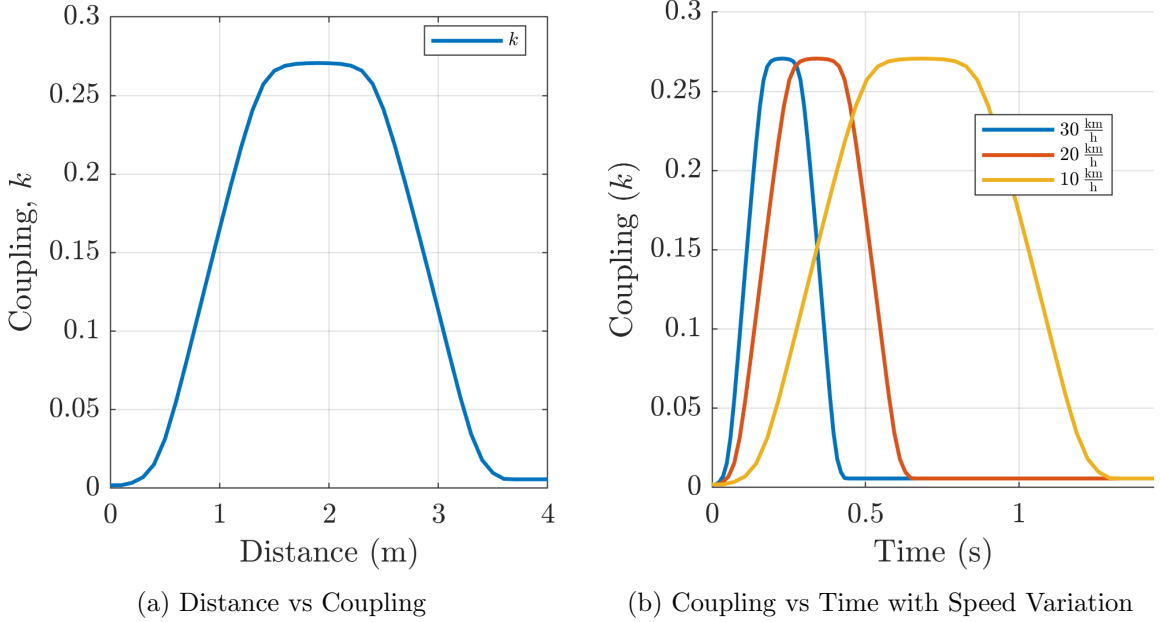 0.3
0.25
0.2
0.15
0.1
0.05
0
0 1 2 3 4
Coupling, k
Distance (m)
k
(a) Distance vs Coupling
0.3
0.25
0.2
0.15
0.1
0.05
0
0 0.5 1
Coupling (k)
Time (s)
30 km/h
20 km/h
10 km/h
(b) Coupling vs Time with Speed Variation